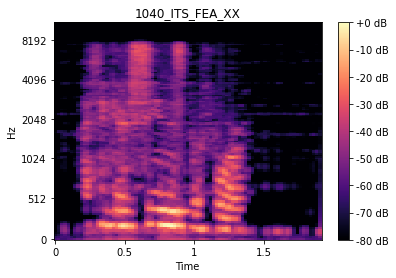 1040_ITS_FEA_XX
Hz
8192
4096
2048
1024
512
0
0
0.5
1
1.5
Time
+0 dB
-10 dB
-20 dB
-30 dB
-40 dB
-50 dB
-60 dB
-70 dB
-80 dB